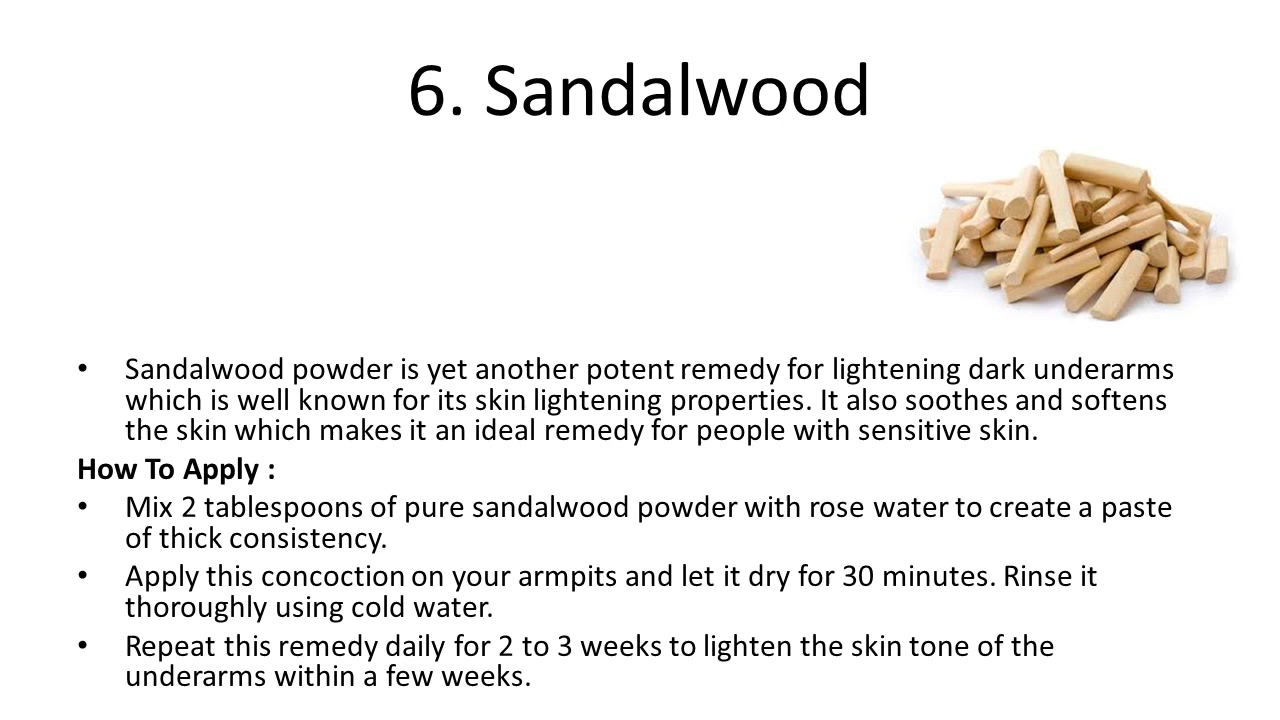 6. Sandalwood
• Sandalwood powder is yet another potent remedy for lightening dark underarms
which is well known for its skin lightening properties. It also soothes and softens
the skin which makes it an ideal remedy for people with sensitive skin.
How To Apply :
• Mix 2 tablespoons of pure sandalwood powder with rose water to create a paste
of thick consistency.
• Apply this concoction on your armpits and let it dry for 30 minutes. Rinse it
thoroughly using cold water.
• Repeat this remedy daily for 2 to 3 weeks to lighten the skin tone of the
underarms within a few weeks.